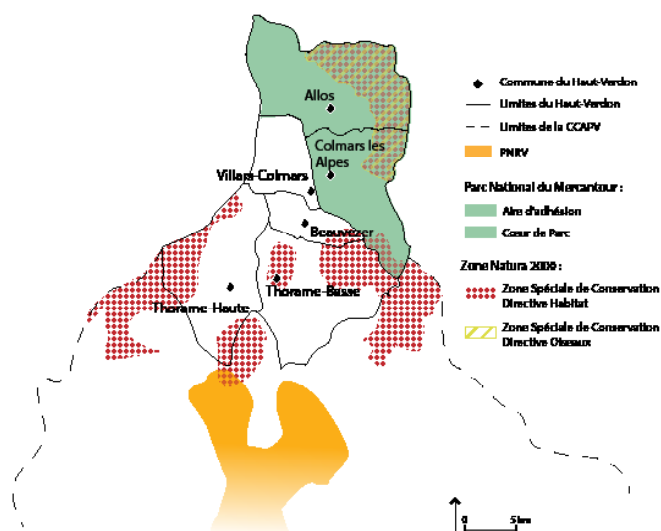 Allos
Colmars les
Alpes
Villars-Colmars
Beauvezer
Thorame-Basse
Thorame-Haute
Commune du Haut-Verdon
Limites du Haut-Verdon
Limites de la CCAPV
PNRV
Parc National du Mercantour :
Aire d'adhésion
Cœur de Parc
Zone Natura 2000 :
Zone Spéciale de Conservation
Directive Habitat
Zone Spéciale de Conservation
Directive Oiseaux
0 5 km